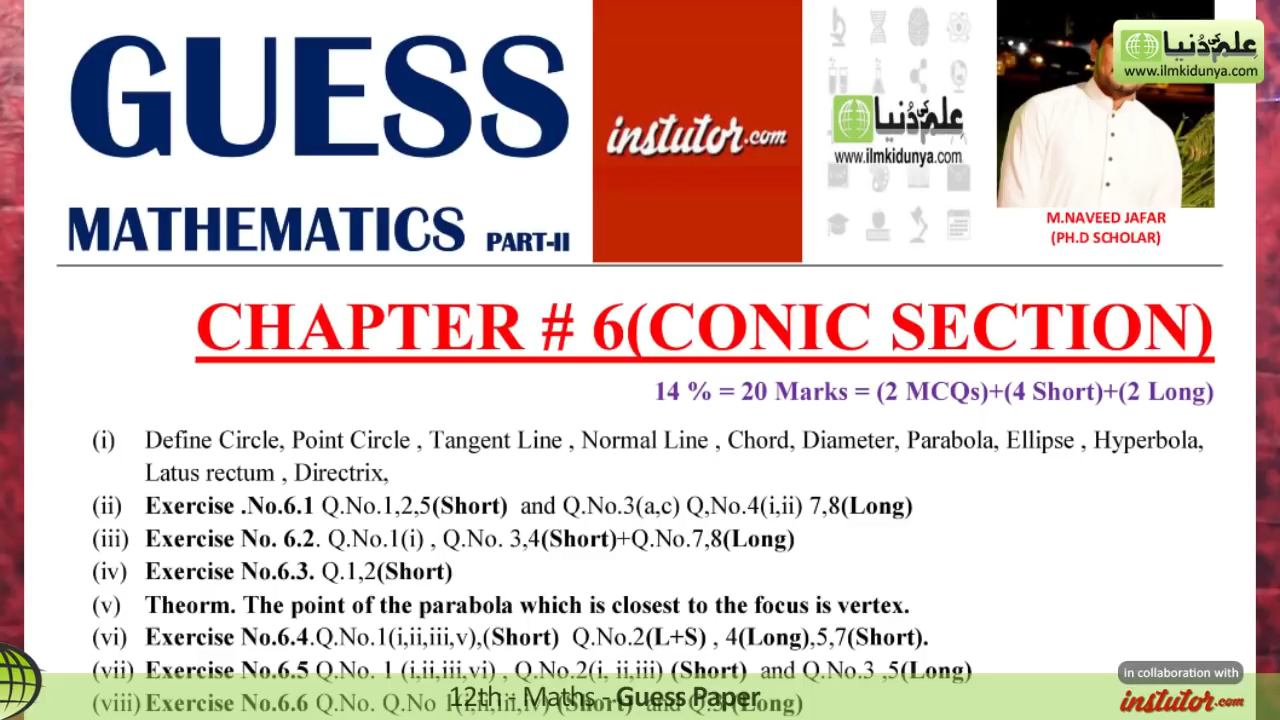 GUESS
MATHEMATICS PART-II
instutor.com
علم کی دنیا
www.ilmkidunya.com
علم کی دنیا
www.ilmkidunya.com
M.NAVEED JAFAR
(PH.D SCHOLAR)
CHAPTER # 6(CONIC SECTION)
14 % = 20 Marks = (2 MCQs)+(4 Short)+(2 Long)
(i) Define Circle, Point Circle , Tangent Line , Normal Line , Chord, Diameter, Parabola, Ellipse , Hyperbola,
Latus rectum , Directrix,
(ii) Exercise .No.6.1 Q.No.1,2,5(Short) and Q.No.3(a,c) Q,No.4(i,ii) 7,8(Long)
(iii) Exercise No. 6.2. Q.No.1(i) , Q.No. 3,4(Short)+Q.No.7,8(Long)
(iv) Exercise No.6.3. Q.1,2(Short)
(v) Theorm. The point of the parabola which is closest to the focus is vertex.
(vi) Exercise No.6.4.Q.No.1(i,ii,iii,v),(Short) Q.No.2(L+S) , 4(Long),5,7(Short).
(vii) Exercise No.6.5 Q.No. 1 (i,ii,iii,vi) , Q.No.2(i, ii,iii) (Short) and Q.No.3 ,5(Long)
(viii) Exercise No.6.6 Q.No. Q.No (Short) and (Long)
12th - Maths - Guess Paper
in collaboration with
instutor.com